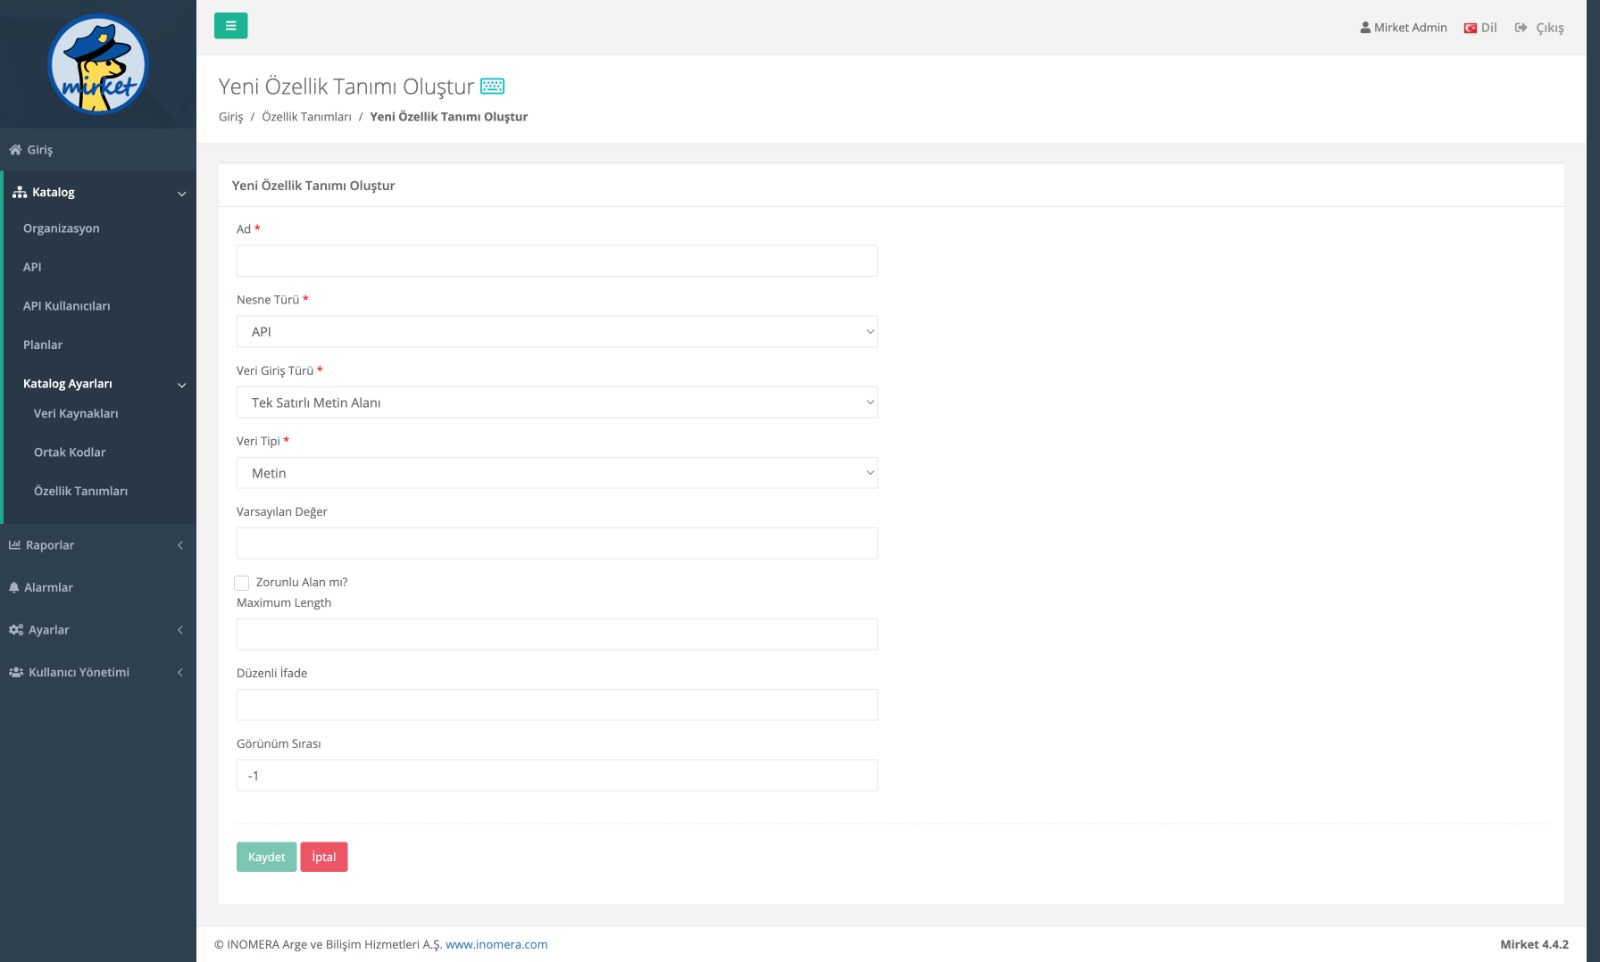 mirket
Mirket Admin
Dil
Çıkış
Yeni Özellik Tanımı Oluştur
Giriş / Özellik Tanımları / Yeni Özellik Tanımı Oluştur
Giriş
Katalog
Organizasyon
API
API Kullanıcıları
Planlar
Katalog Ayarları
Veri Kaynakları
Ortak Kodlar
Özellik Tanımları
Raporlar
Alarmlar
Ayarlar
Kullanıcı Yönetimi
Yeni Özellik Tanımı Oluştur
Ad *
Nesne Türü *
API
Veri Giriş Türü *
Tek Satırlı Metin Alanı
Veri Tipi *
Metin
Varsayılan Değer
Zorunlu Alan mı?
Maximum Length
Düzenli İfade
Görünüm Sırası
-1
Kaydet
İptal
© INOMERA Arge ve Bilişim Hizmetleri A.Ş. www.inomera.com
Mirket 4.4.2